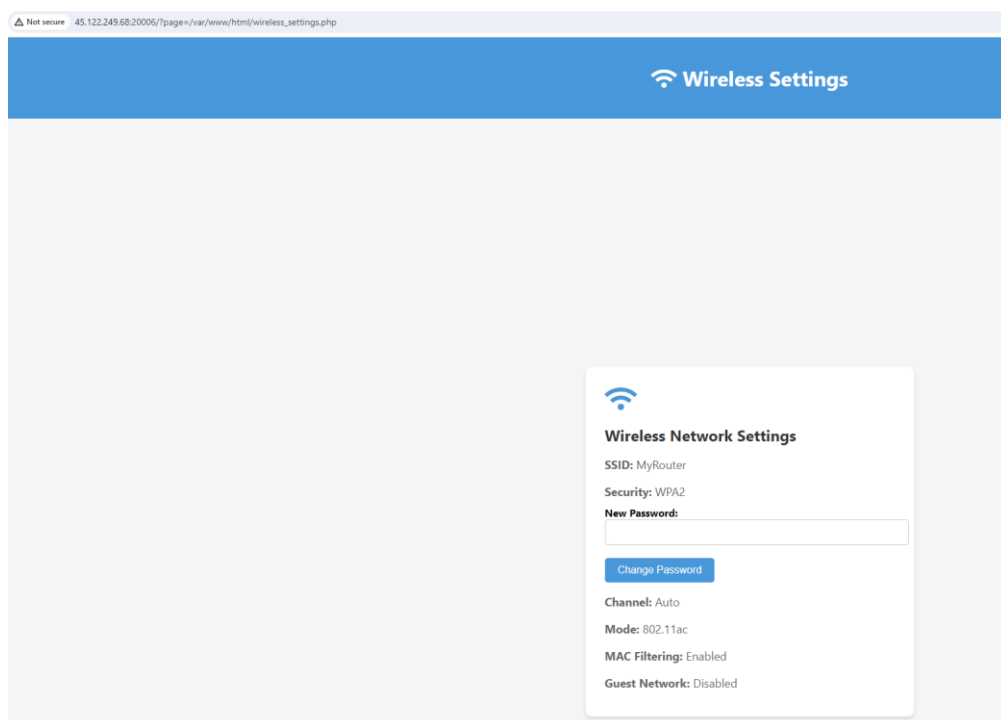 Not secure 45.122.249.68:20006/?page=/var/www/html/wireless_settings.php
Wireless Settings
Wireless Network Settings
SSID: MyRouter
Security: WPA2
New Password:
Change Password
Channel: Auto
Mode: 802.11ac
MAC Filtering: Enabled
Guest Network: Disabled